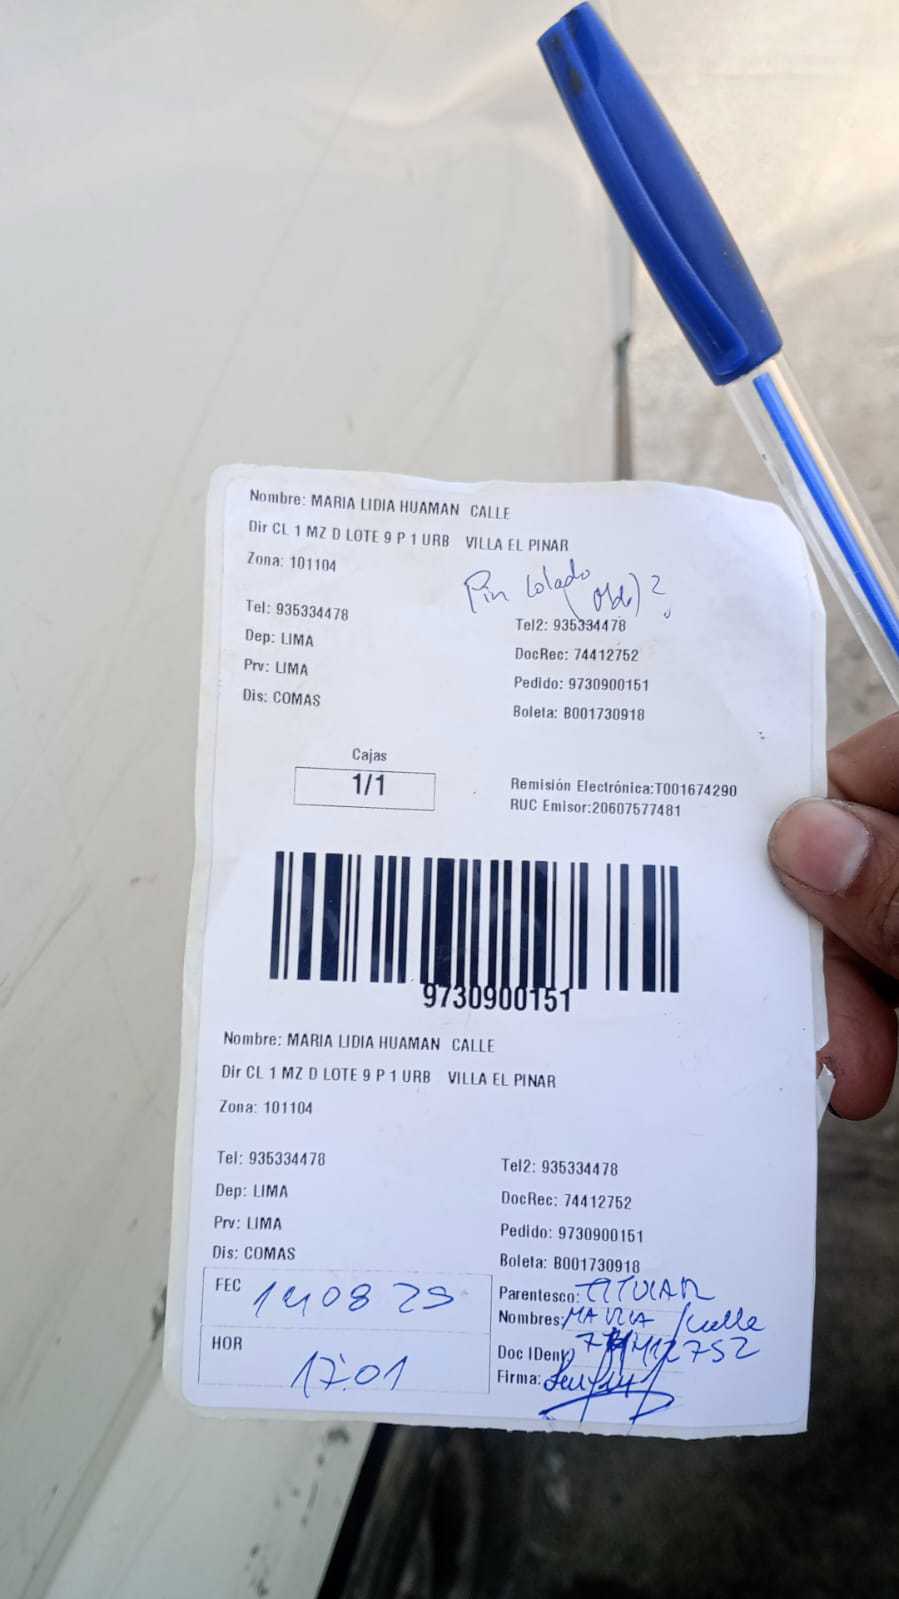 Nombre: MARIA LIDIA HUAMAN CALLE
Dir CL 1 MZ D LOTE 9 P 1 URB VILLA EL PINAR
Zona: 101104
Pin
Tel: 935334478
Tel2: 935334478
Dep: LIMA
DocRec: 74412752
Prv: LIMA
Pedido: 9730900151
Dis: COMAS
Boleta: B001730918
Cajas
1/1
Remisión Electrónica:T001674290
RUC Emisor:20607577481
9730900151
Nombre: MARIA LIDIA HUAMAN CALLE
Dir CL 1 MZ D LOTE 9 P 1 URB VILLA EL PINAR
Zona: 101104
Tel: 935334478
Tel2: 935334478
Dep: LIMA
DocRec: 74412752
Prv: LIMA
Pedido: 9730900151
Dis: COMAS
Boleta: B001730918
FEC
Parentesco: TITULAR
Nombres: MARIA Calle
HOR 17:01
Doc IDen
Firma: